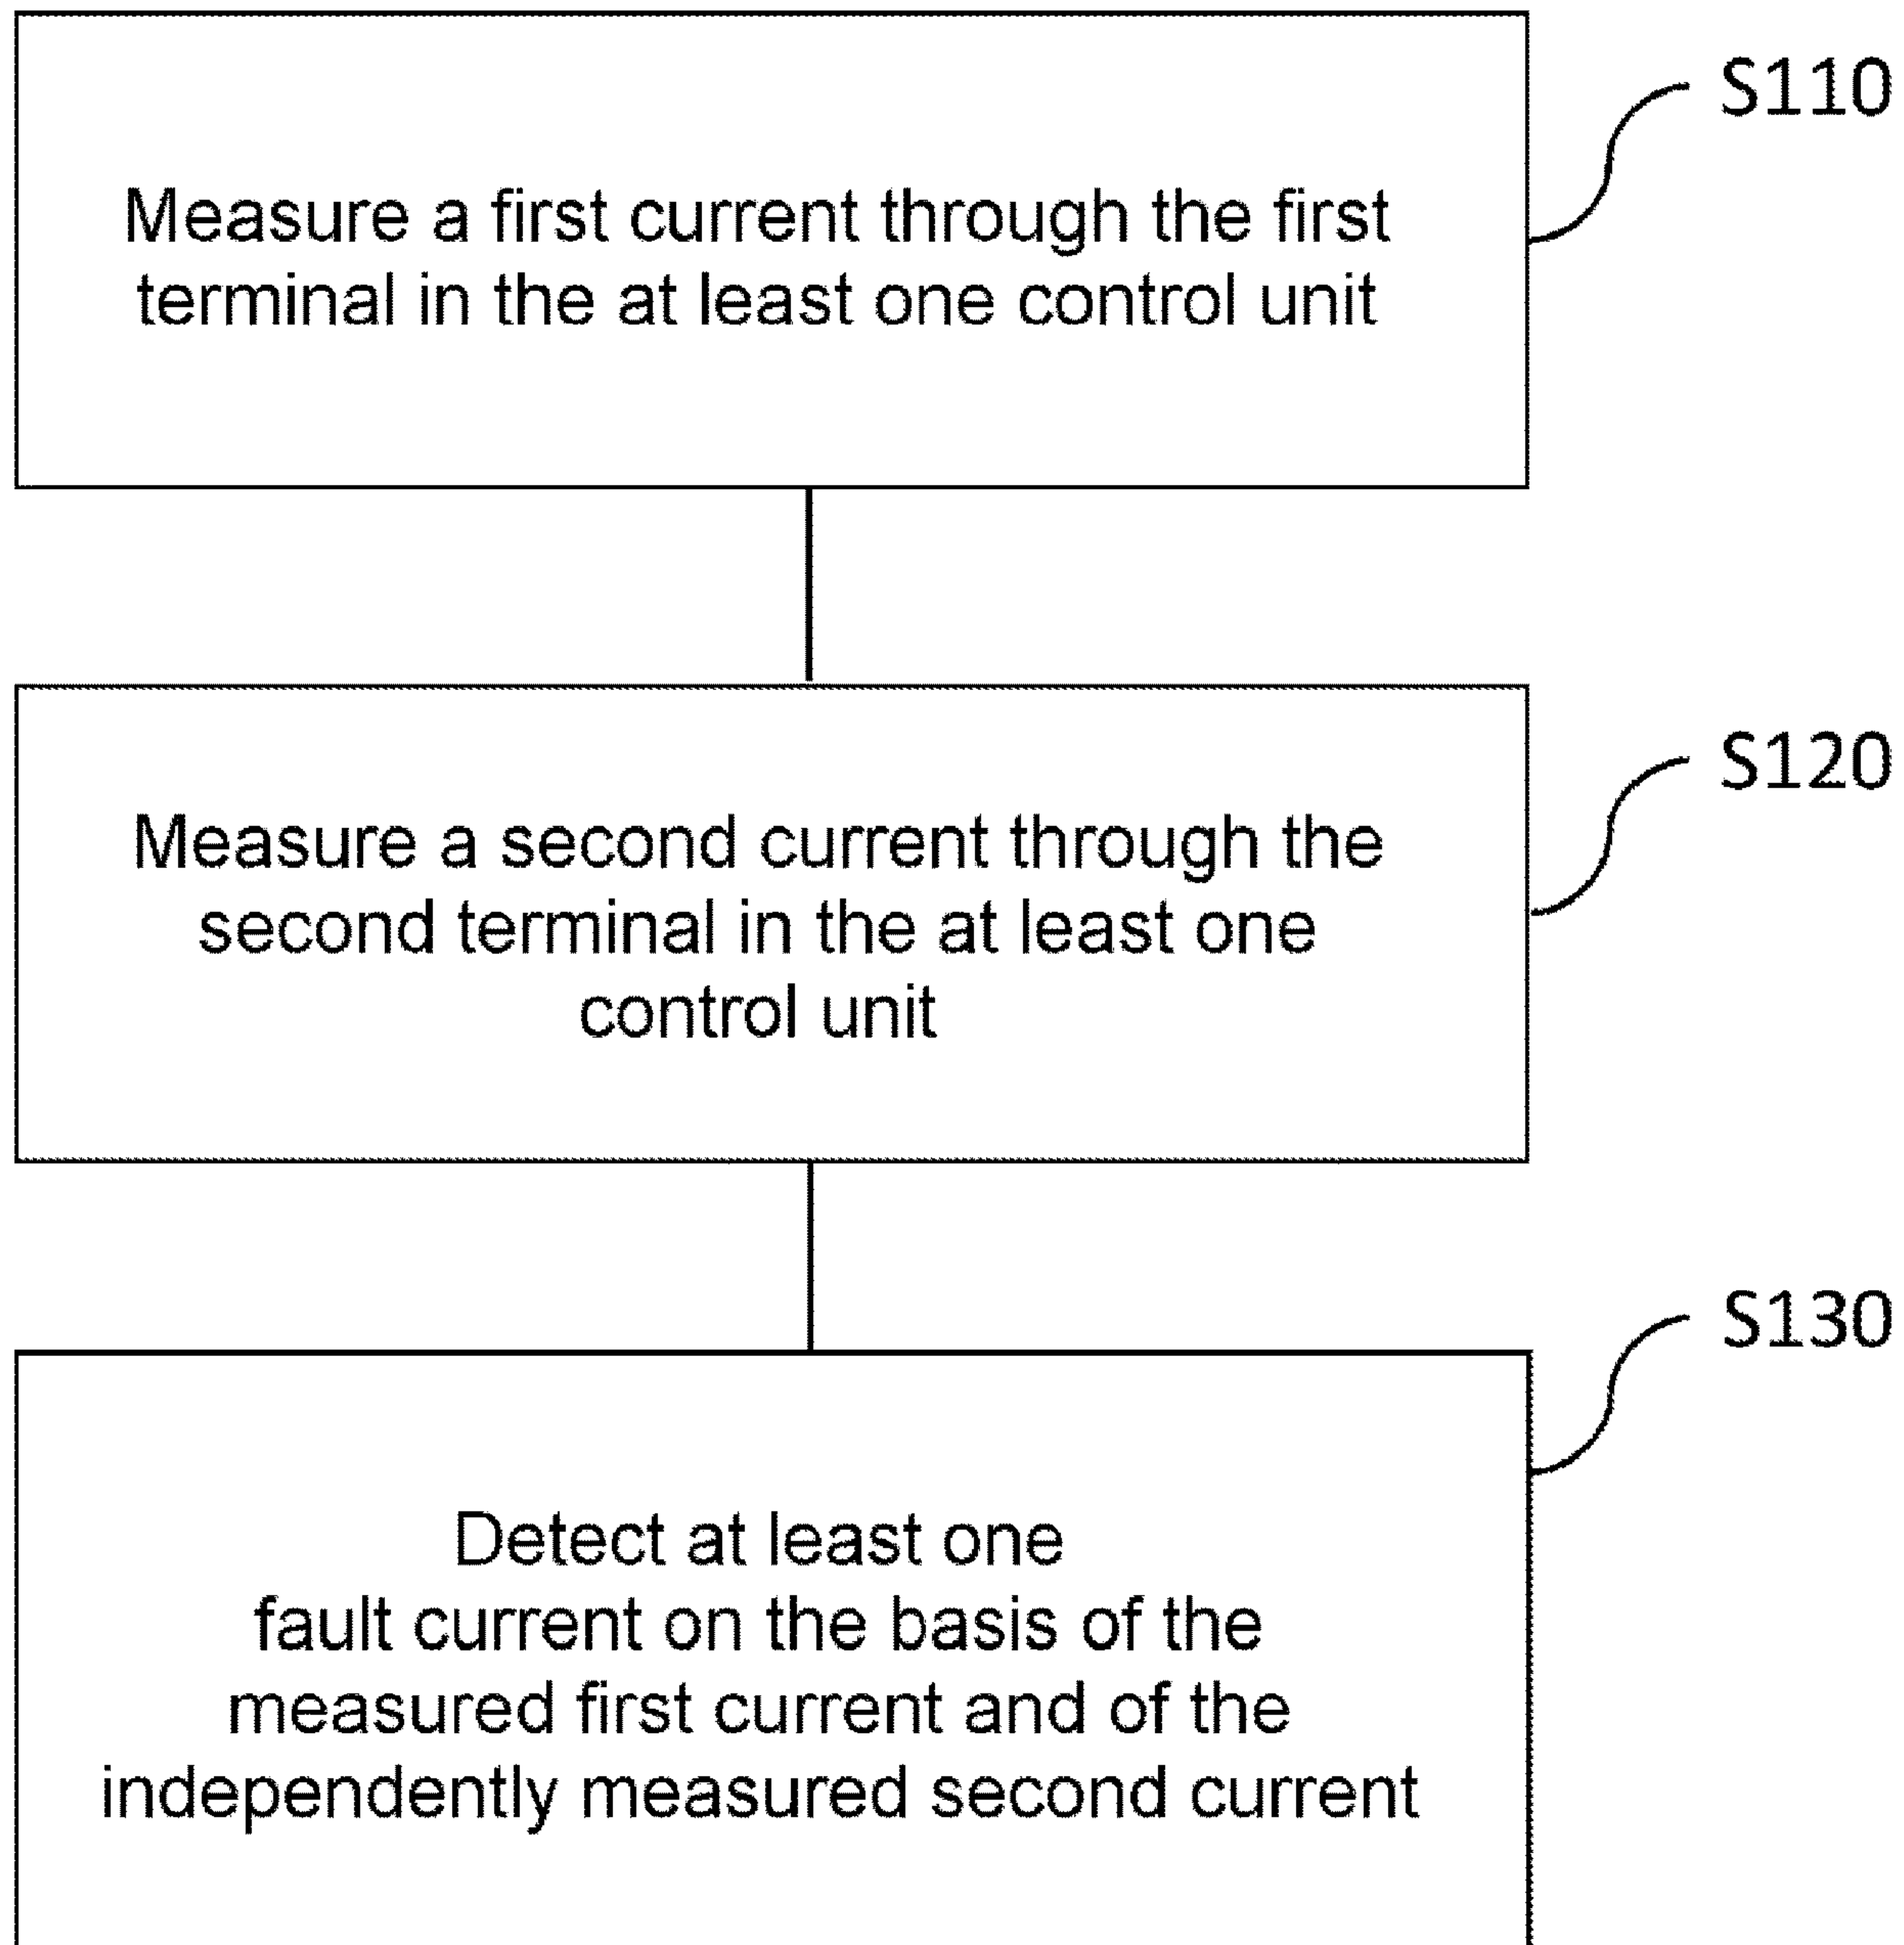 S110
Measure a first current through the first
terminal in the at least one control unit
S120
Measure a second current through the
second terminal in the at least one
control unit
S130
Detect at least one
fault current on the basis of the
measured first current and of the
independently measured second current